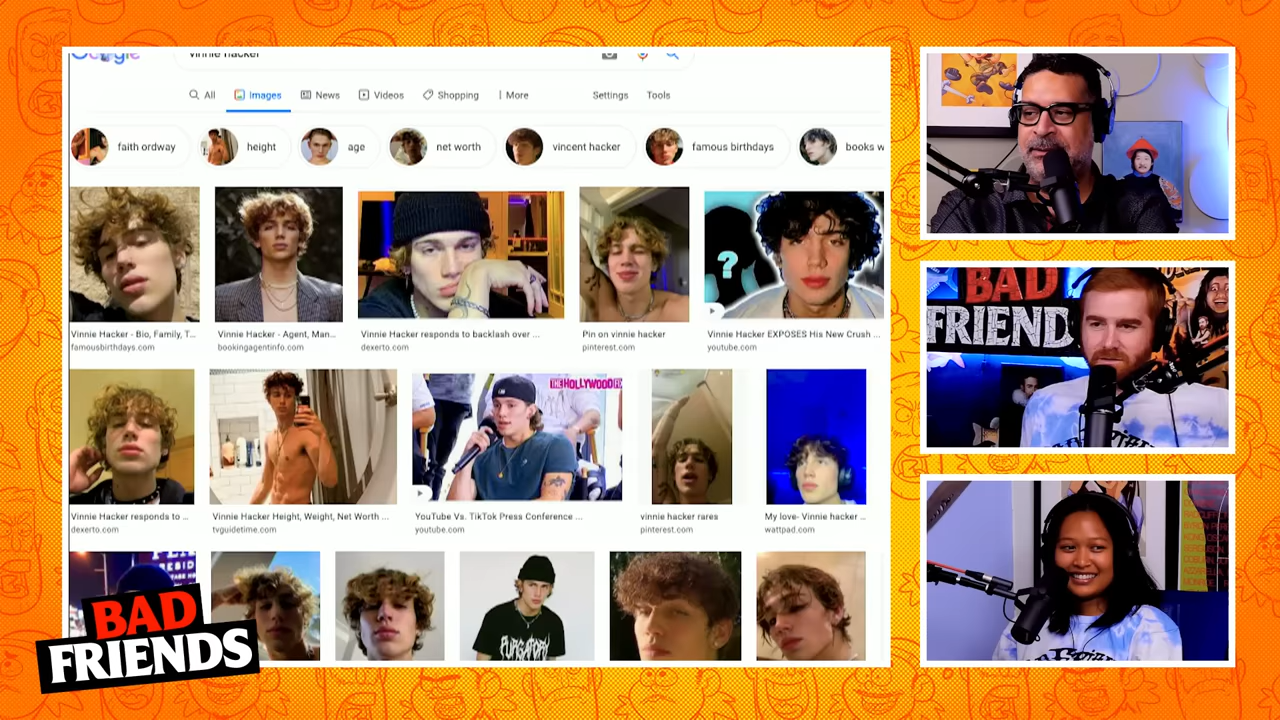 Google
vinnie hacker
All Images News Videos Shopping More Settings Tools
faith ordway height age net worth vincent hacker famous birthdays books w
Vinnie Hacker - Bio, Family, T...
famousbirthdays.com
Vinnie Hacker - Agent, Man...
bookingagentinfo.com
Vinnie Hacker responds to backlash over ...
dexerto.com
Pin on vinnie hacker
pinterest.com
?
Vinnie Hacker EXPOSES His New Crush ...
youtube.com
Vinnie Hacker responds to ...
dexerto.com
Vinnie Hacker Height, Weight, Net Worth ...
tvguidetime.com
THE HOLLYWOOD FI
YouTube Vs. TikTok Press Conference ...
youtube.com
vinnie hacker rares
pinterest.com
My love- Vinnie hacker ...
wattpad.com
PURGATORY
BAD
FRIENDS
BAD
FRIEND